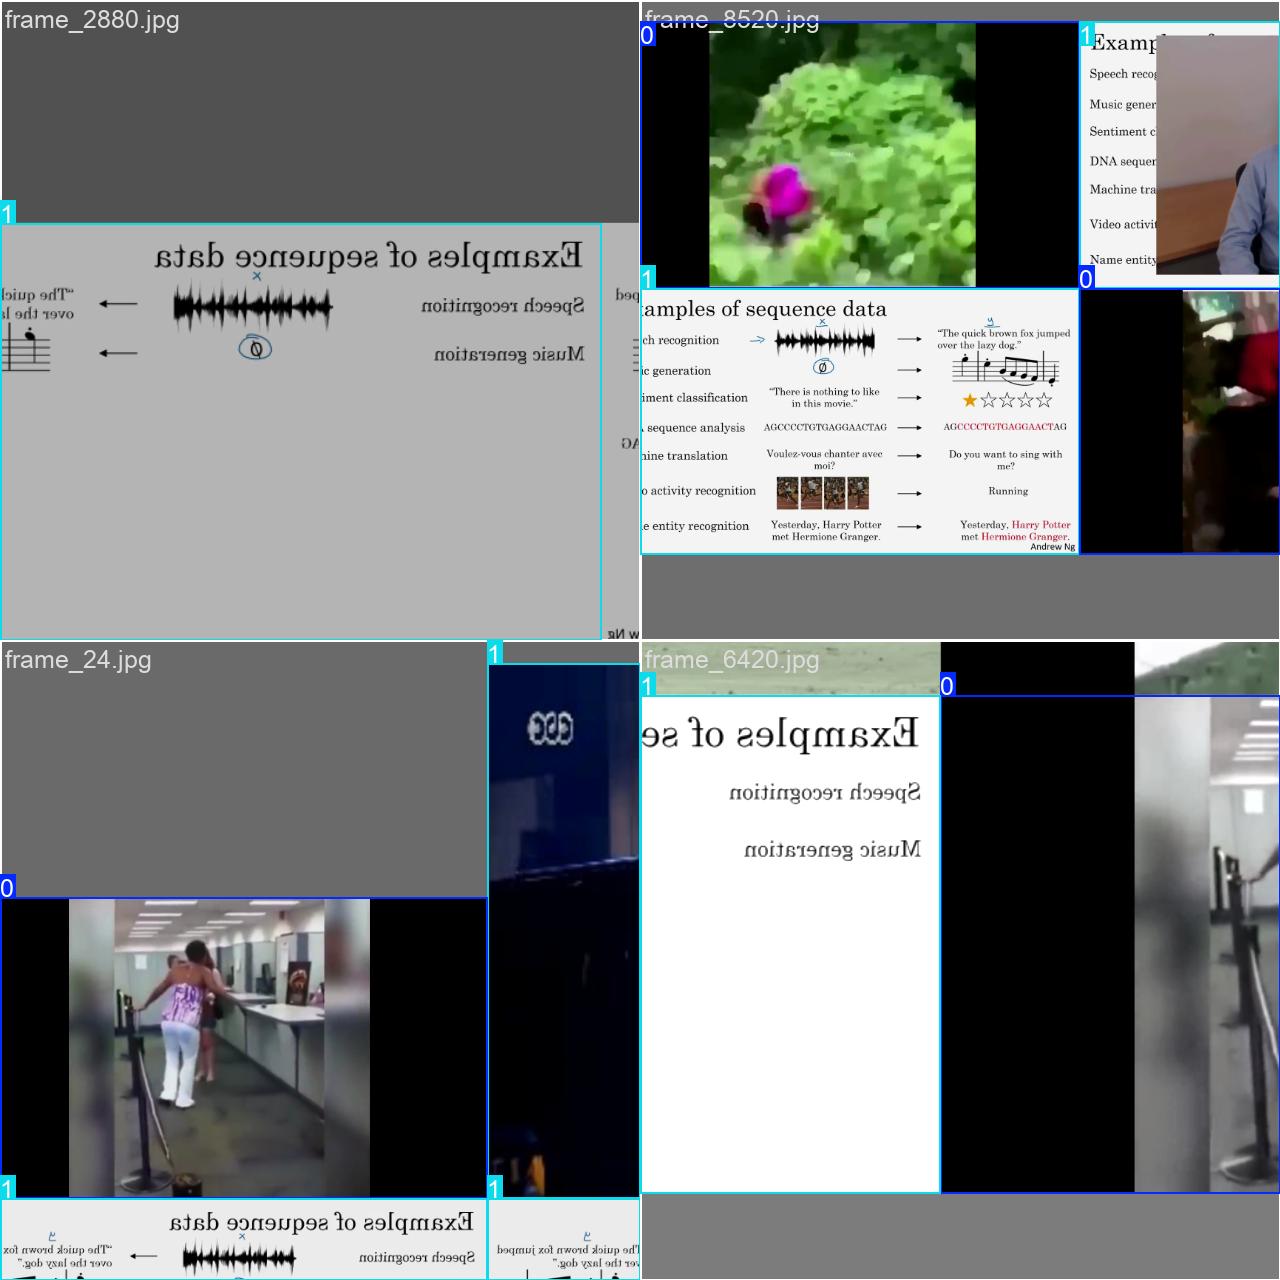 frame_2880.jpg
1
Examples of sequence data
x
Speech recognition
"The quick
over the la
Music generation
Ø
frame_8520.jpg
0
1
Speech recog
Music gener
Sentiment c
DNA sequen
Machine tra
Video activit
Name entity
1
amples of sequence data
x
y
ch recognition
"The quick brown fox jumped
over the lazy dog."
ic generation
Ø
iment classification
"There is nothing to like
in this movie."
sequence analysis
AGCCCCTGTGAGGAACTAG
AGCCCCTGTGAGGAACTAG
hine translation
Voulez-vous chanter avec
moi?
Do you want to sing with
me?
o activity recognition
Running
e entity recognition
Yesterday, Harry Potter
met Hermione Granger.
Yesterday, Harry Potter
met Hermione Granger.
Andrew Ng
0
frame_24.jpg
0
1
1
Examples of sequence data
x
y
Speech recognition
"The quick brown fox
over the lazy dog."
1
y
"The quick brown fox jumped
over the lazy dog."
frame_6420.jpg
1
Examples of se
Speech recognition
Music generation
0